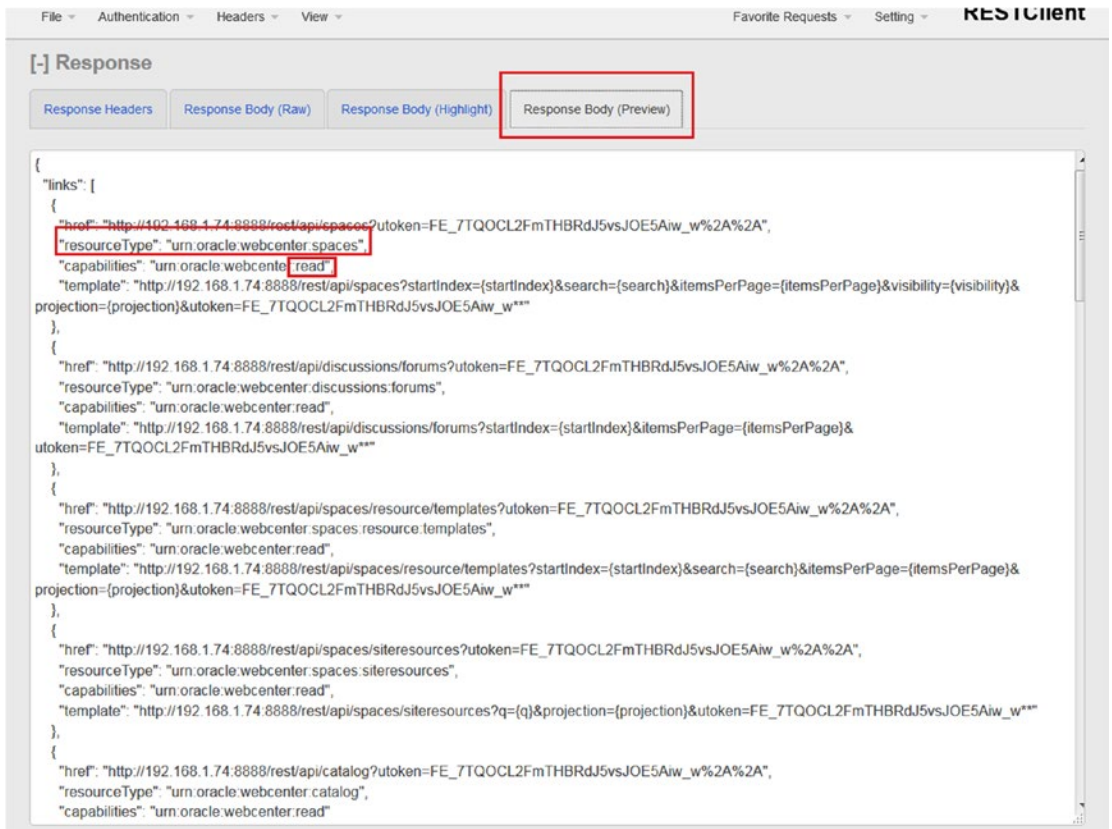 File Authentication Headers View Favorite Requests Setting RESTClient
[-] Response
Response Headers Response Body (Raw) Response Body (Highlight) Response Body (Preview)
{
"links": [
{
"href": "http://192.168.1.74:8888/rest/api/spaces?utoken=FE_7TQOCL2FmTHBRdJ5vsJOE5Aiw_w%2A%2A",
"resourceType": "urn:oracle:webcenter:spaces",
"capabilities": "urn:oracle:webcenter:read",
"template": "http://192.168.1.74:8888/rest/api/spaces?startIndex={startIndex}&search={search}&itemsPerPage={itemsPerPage}&visibility={visibility}&
projection={projection}&utoken=FE_7TQOCL2FmTHBRdJ5vsJOE5Aiw_w**"
},
{
"href": "http://192.168.1.74:8888/rest/api/discussions/forums?utoken=FE_7TQOCL2FmTHBRdJ5vsJOE5Aiw_w%2A%2A",
"resourceType": "urn:oracle:webcenter:discussions:forums",
"capabilities": "urn:oracle:webcenter:read",
"template": "http://192.168.1.74:8888/rest/api/discussions/forums?startIndex={startIndex}&itemsPerPage={itemsPerPage}&
utoken=FE_7TQOCL2FmTHBRdJ5vsJOE5Aiw_w**"
},
{
"href": "http://192.168.1.74:8888/rest/api/spaces/resource/templates?utoken=FE_7TQOCL2FmTHBRdJ5vsJOE5Aiw_w%2A%2A",
"resourceType": "urn:oracle:webcenter:spaces:resource:templates",
"capabilities": "urn:oracle:webcenter:read",
"template": "http://192.168.1.74:8888/rest/api/spaces/resource/templates?startIndex={startIndex}&search={search}&itemsPerPage={itemsPerPage}&
projection={projection}&utoken=FE_7TQOCL2FmTHBRdJ5vsJOE5Aiw_w**"
},
{
"href": "http://192.168.1.74:8888/rest/api/spaces/siteresources?utoken=FE_7TQOCL2FmTHBRdJ5vsJOE5Aiw_w%2A%2A",
"resourceType": "urn:oracle:webcenter:spaces:siteresources",
"capabilities": "urn:oracle:webcenter:read",
"template": "http://192.168.1.74:8888/rest/api/spaces/siteresources?q={q}&projection={projection}&utoken=FE_7TQOCL2FmTHBRdJ5vsJOE5Aiw_w**"
},
{
"href": "http://192.168.1.74:8888/rest/api/catalog?utoken=FE_7TQOCL2FmTHBRdJ5vsJOE5Aiw_w%2A%2A",
"resourceType": "urn:oracle:webcenter:catalog",
"capabilities": "urn:oracle:webcenter:read"